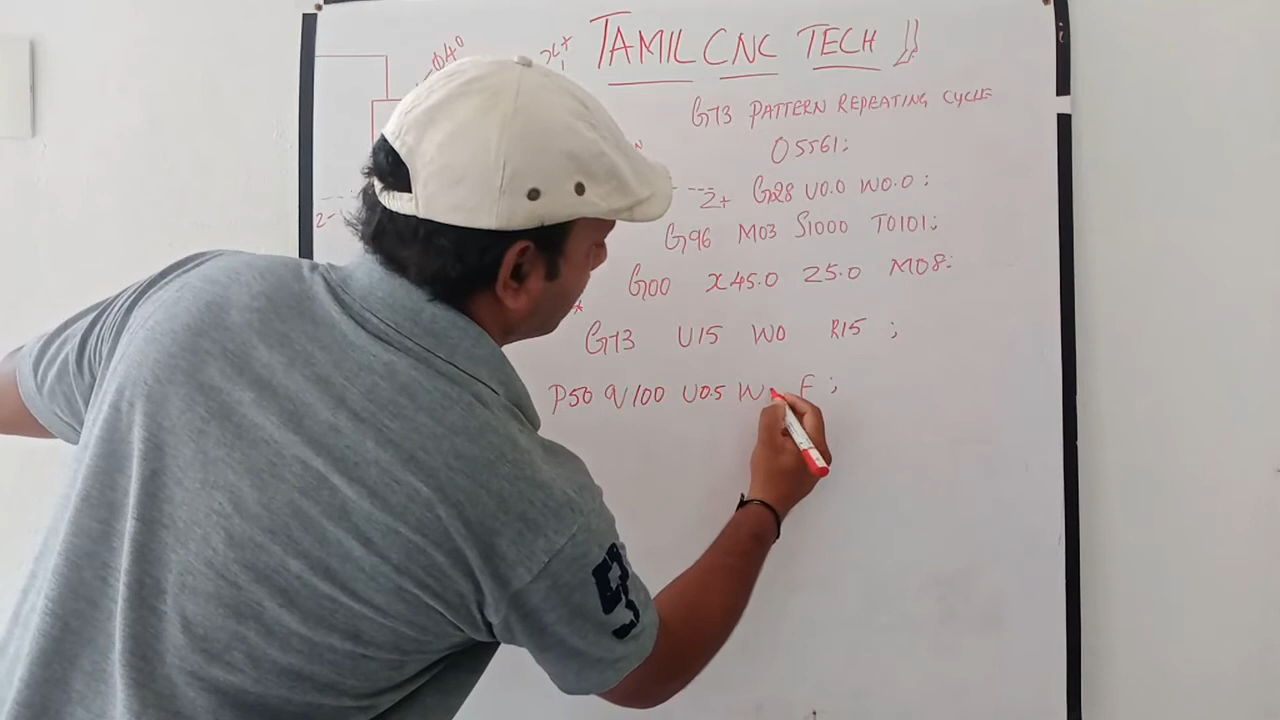 TAMIL CNC TECH
G73 PATTERN REPEATING CYCLE
O5561;
G28 U0.0 W0.0;
G96 M03 S1000 T0101;
G00 X45.0 Z5.0 M08;
G73 U15 W0 R15 ;
P50 Q100 U0.5 W F ;
Φ40
X+
Z+
Z-